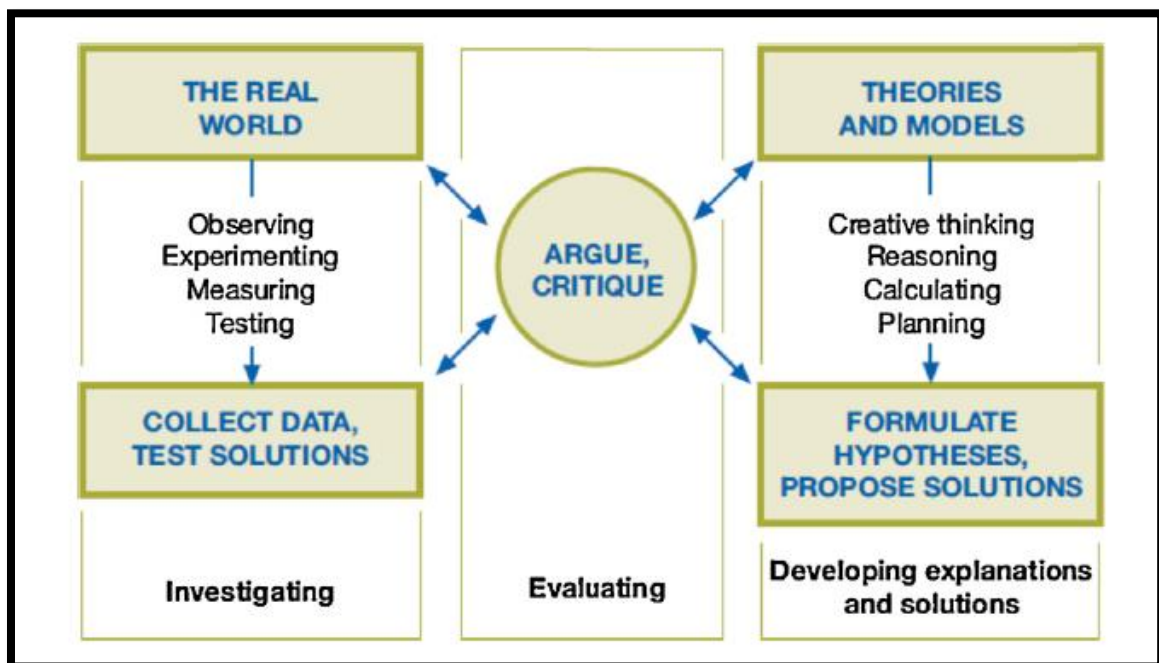 THE REAL
WORLD
Observing
Experimenting
Measuring
Testing
COLLECT DATA,
TEST SOLUTIONS
Investigating
ARGUE,
CRITIQUE
Evaluating
THEORIES
AND MODELS
Creative thinking
Reasoning
Calculating
Planning
FORMULATE
HYPOTHESES,
PROPOSE SOLUTIONS
Developing explanations
and solutions